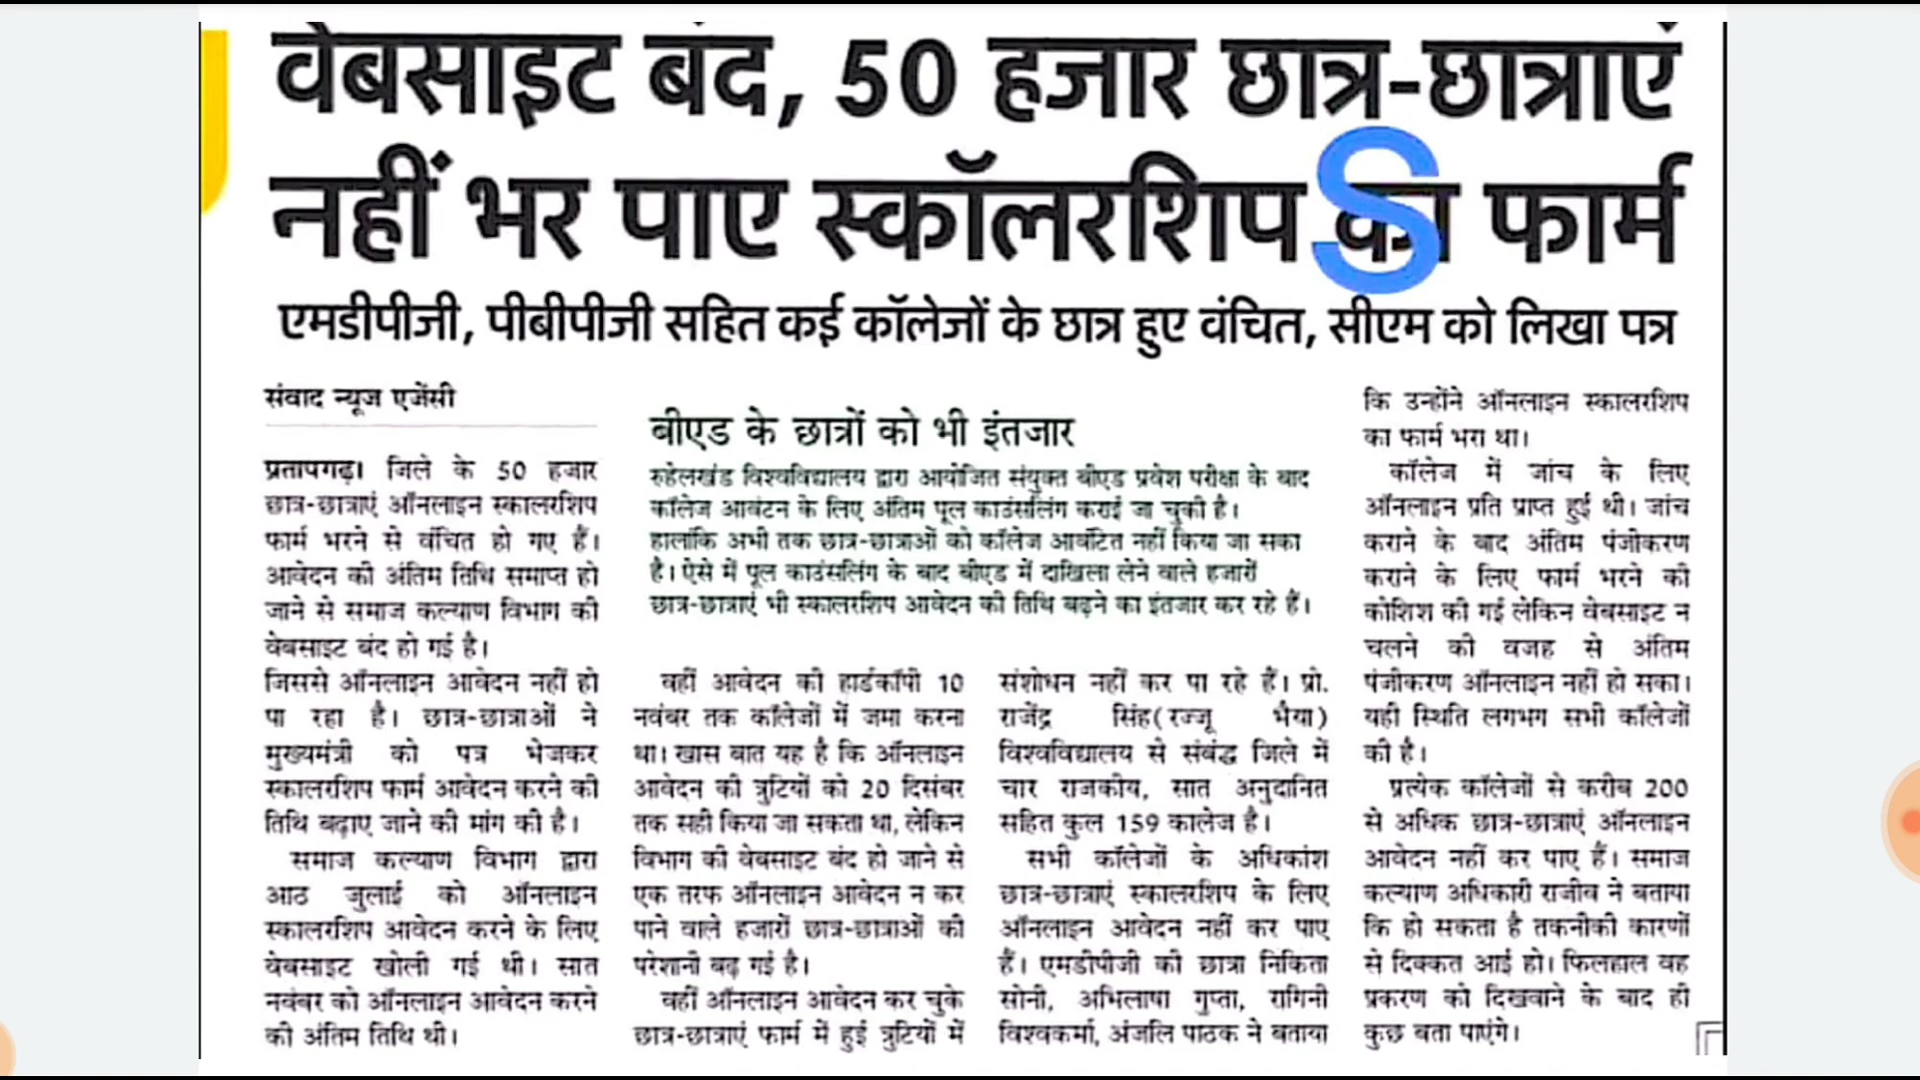 वेबसाइट बंद, 50 हजार छात्र-छात्राएं
नहीं भर पाए स्कॉलरशिप का फार्म
S
एमडीपीजी, पीबीपीजी सहित कई कॉलेजों के छात्र हुए वंचित, सीएम को लिखा पत्र
संवाद न्यूज एजेंसी
प्रतापगढ़। जिले के 50 हजार
छात्र-छात्राएं ऑनलाइन स्कालरशिप
फार्म भरने से वंचित हो गए हैं।
आवेदन की अंतिम तिथि समाप्त हो
जाने से समाज कल्याण विभाग की
वेबसाइट बंद हो गई है।
जिससे ऑनलाइन आवेदन नहीं हो
पा रहा है। छात्र-छात्राओं ने
मुख्यमंत्री को पत्र भेजकर
स्कालरशिप फार्म आवेदन करने की
तिथि बढ़ाए जाने की मांग की है।
समाज कल्याण विभाग द्वारा
आठ जुलाई को ऑनलाइन
स्कालरशिप आवेदन करने के लिए
वेबसाइट खोली गई थी। सात
नवंबर को ऑनलाइन आवेदन करने
की अंतिम तिथि थी।
बीएड के छात्रों को भी इंतजार
रुहेलखंड विश्वविद्यालय द्वारा आयोजित संयुक्त बीएड प्रवेश परीक्षा के बाद
कॉलेज आवंटन के लिए अंतिम पूल काउंसलिंग कराई जा चुकी है।
हालांकि अभी तक छात्र-छात्राओं को कॉलेज आवंटित नहीं किया जा सका
है। ऐसे में पूल काउंसलिंग के बाद बीएड में दाखिला लेने वाले हजारों
छात्र-छात्राएं भी स्कालरशिप आवेदन की तिथि बढ़ने का इंतजार कर रहे हैं।
वहीं आवेदन की हार्डकॉपी 10
नवंबर तक कॉलेजों में जमा करना
था। खास बात यह है कि ऑनलाइन
आवेदन की त्रुटियों को 20 दिसंबर
तक सही किया जा सकता था, लेकिन
विभाग की वेबसाइट बंद हो जाने से
एक तरफ ऑनलाइन आवेदन न कर
पाने वाले हजारों छात्र-छात्राओं की
परेशानी बढ़ गई है।
वहीं ऑनलाइन आवेदन कर चुके
छात्र-छात्राएं फार्म में हुई त्रुटियों में
संशोधन नहीं कर पा रहे हैं। प्रो.
राजेंद्र सिंह(रज्जू भैया)
विश्वविद्यालय से संबंद्ध जिले में
चार राजकीय, सात अनुदानित
सहित कुल 159 कालेज है।
सभी कॉलेजों के अधिकांश
छात्र-छात्राएं स्कालरशिप के लिए
ऑनलाइन आवेदन नहीं कर पाए
हैं। एमडीपीजी की छात्रा निकिता
सोनी, अभिलाषा गुप्ता, रागिनी
विश्वकर्मा, अंजलि पाठक ने बताया
कि उन्होंने ऑनलाइन स्कालरशिप
का फार्म भरा था।
कॉलेज में जांच के लिए
ऑनलाइन प्रति प्राप्त हुई थी। जांच
कराने के बाद अंतिम पंजीकरण
कराने के लिए फार्म भरने की
कोशिश की गई लेकिन वेबसाइट न
चलने की वजह से अंतिम
पंजीकरण ऑनलाइन नहीं हो सका।
यही स्थिति लगभग सभी कॉलेजों
की है।
प्रत्येक कॉलेजों से करीब 200
से अधिक छात्र-छात्राएं ऑनलाइन
आवेदन नहीं कर पाए हैं। समाज
कल्याण अधिकारी राजीव ने बताया
कि हो सकता है तकनीकी कारणों
से दिक्कत आई हो। फिलहाल वह
प्रकरण को दिखवाने के बाद ही
कुछ बता पाएंगे।